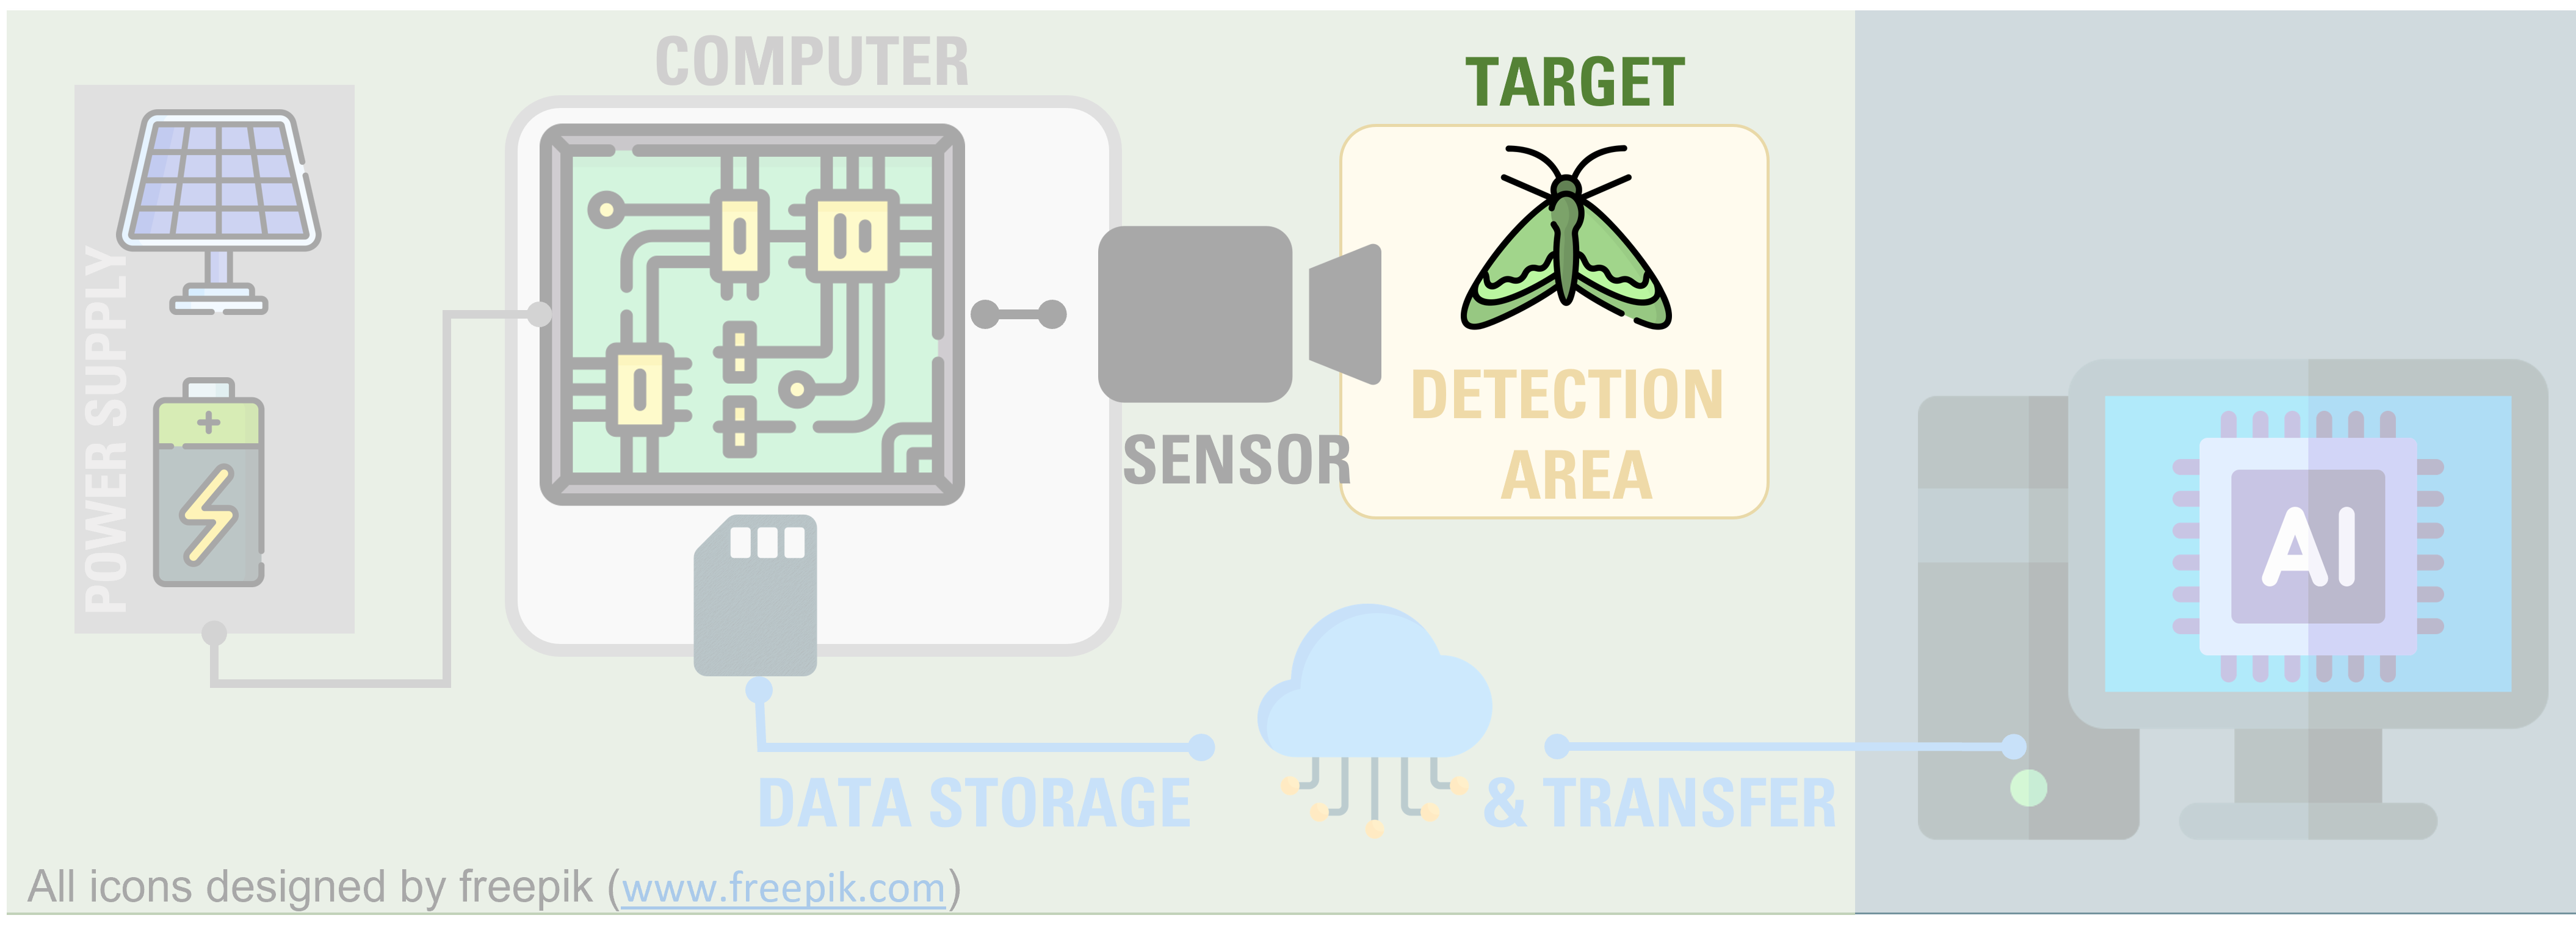 COMPUTER
TARGET
POWER SUPPLY
DETECTION
AREA
SENSOR
AI
DATA STORAGE
& TRANSFER
All icons designed by freepik (www.freepik.com)